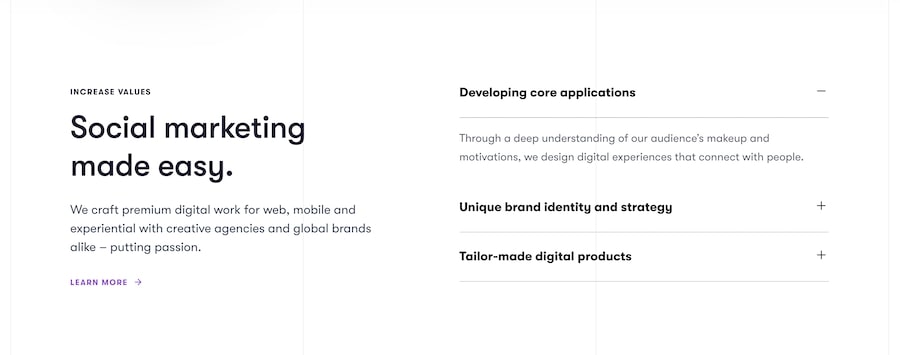 INCREASE VALUES
Social marketing
made easy.
We craft premium digital work for web, mobile and
experiential with creative agencies and global brands
alike – putting passion.
LEARN MORE →
Developing core applications
Through a deep understanding of our audience's makeup and
motivations, we design digital experiences that connect with people.
Unique brand identity and strategy
Tailor-made digital products